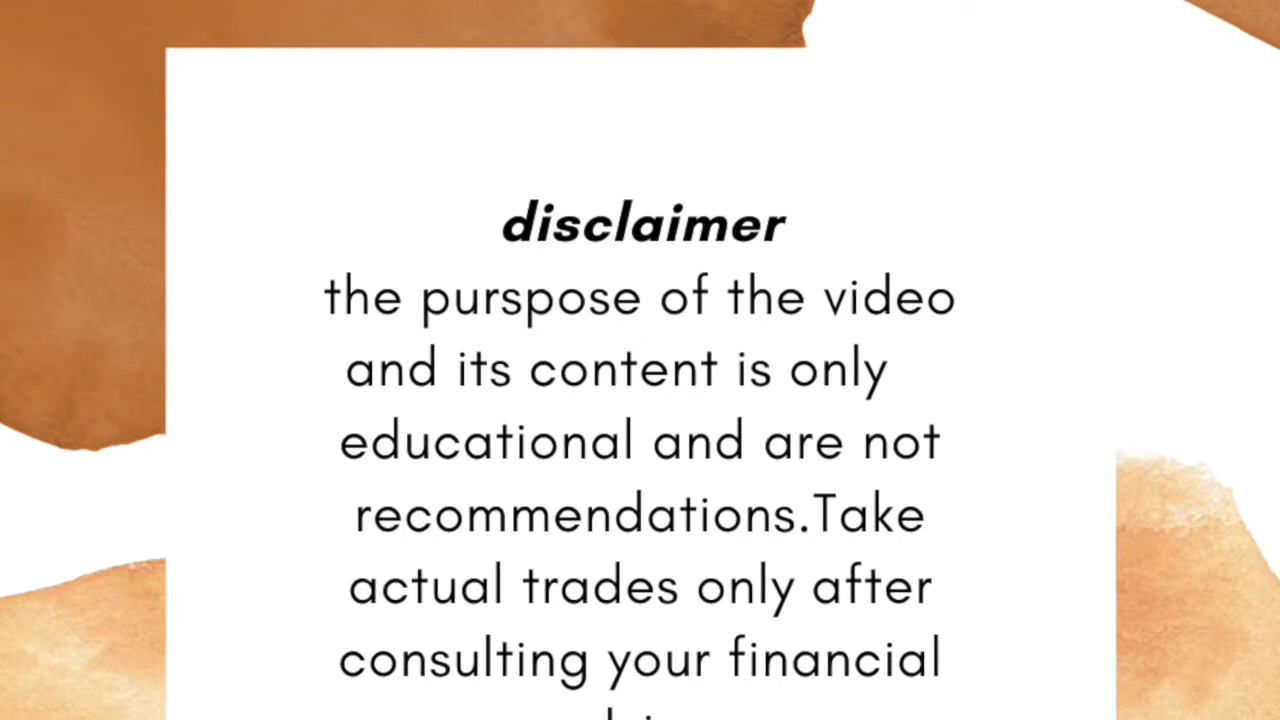 disclaimer
the purspose of the video
and its content is only
educational and are not
recommendations.Take
actual trades only after
consulting your financial